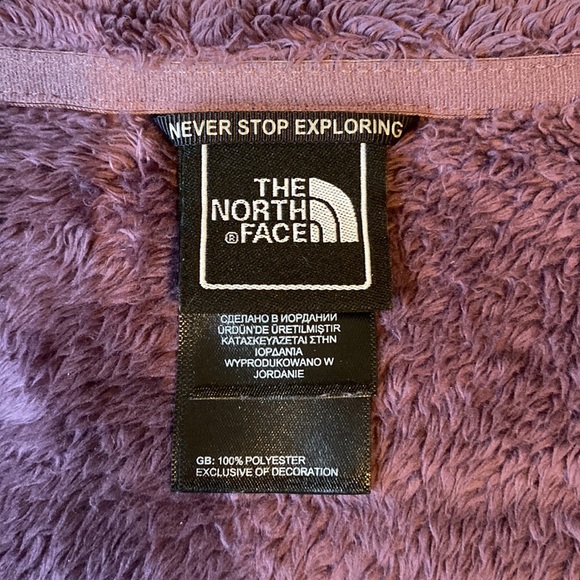 NEVER STOP EXPLORING
THE
NORTH
® FACE
СДЕЛАНО В ИОРДАНИИ
ÜRDÜN'DE ÜRETILMIŞTIR
ΚΑΤΑΣΚΕΥΑΖΕΤΑΙ ΣΤΗΝ
ΙΟΡΔΑΝΙΑ
WYPRODUKOWANO W
JORDANIE
GB: 100% POLYESTER
EXCLUSIVE OF DECORATION